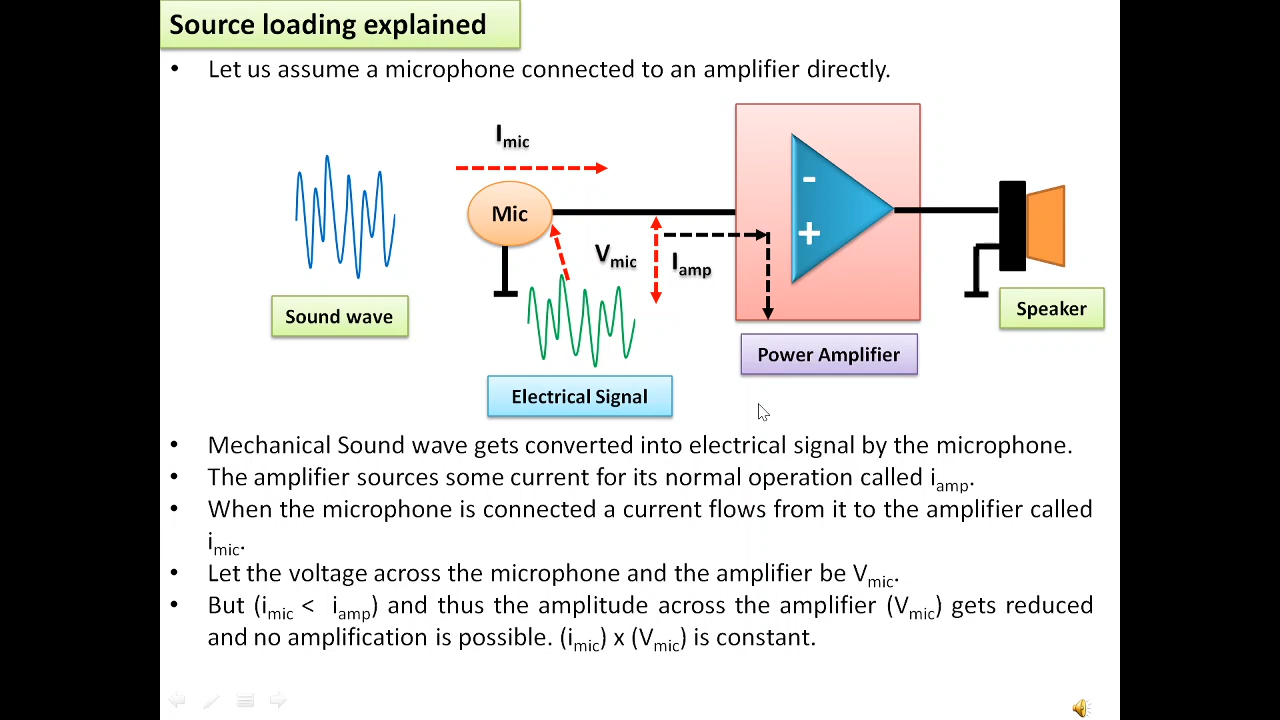 Source loading explained
• Let us assume a microphone connected to an amplifier directly.
Imic
Mic
-
+
Vmic
Iamp
Sound wave
Speaker
Power Amplifier
Electrical Signal
• Mechanical Sound wave gets converted into electrical signal by the microphone.
• The amplifier sources some current for its normal operation called iamp.
• When the microphone is connected a current flows from it to the amplifier called
imic.
• Let the voltage across the microphone and the amplifier be Vmic.
• But (imic < iamp) and thus the amplitude across the amplifier (Vmic) gets reduced
and no amplification is possible. (imic) x (Vmic) is constant.